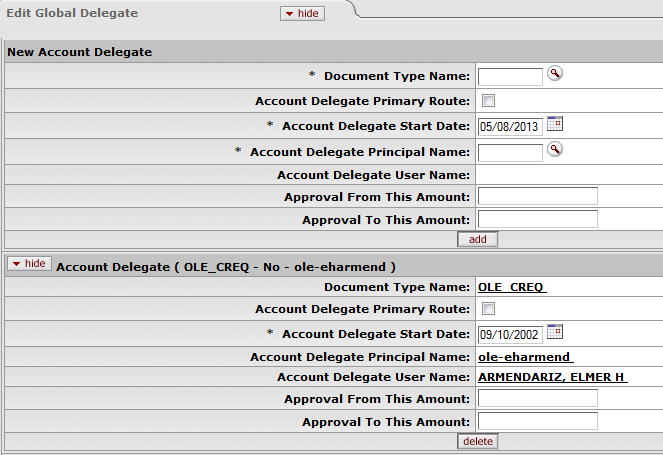 Edit Global Delegate hide
New Account Delegate
* Document Type Name:
Account Delegate Primary Route:
* Account Delegate Start Date: 05/08/2013
* Account Delegate Principal Name:
Account Delegate User Name:
Approval From This Amount:
Approval To This Amount:
add
hide Account Delegate ( OLE_CREQ - No - ole-eharmend )
Document Type Name: OLE_CREQ
Account Delegate Primary Route:
* Account Delegate Start Date: 09/10/2002
Account Delegate Principal Name: ole-eharmend
Account Delegate User Name: ARMENDARIZ, ELMER H
Approval From This Amount:
Approval To This Amount:
delete